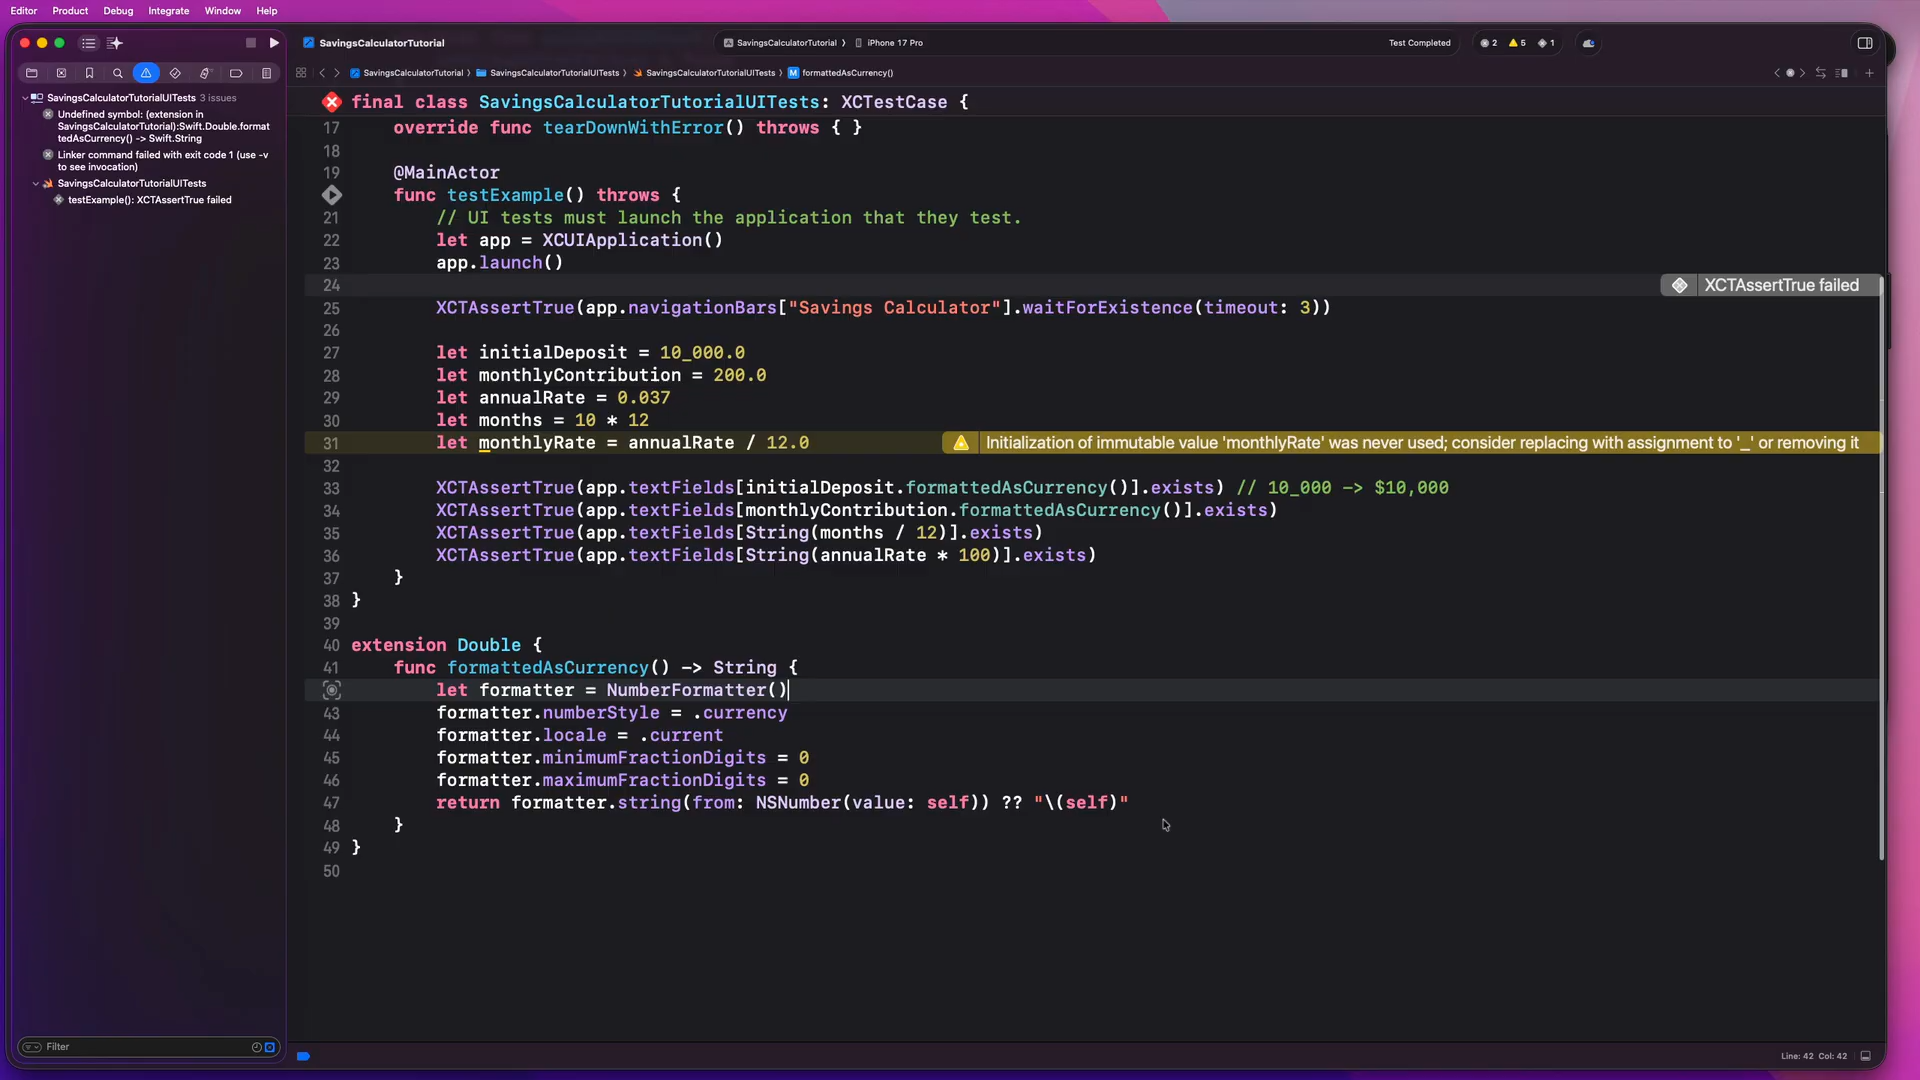 Editor Product Debug Integrate Window Help
SavingsCalculatorTutorial
SavingsCalculatorTutorial › iPhone 17 Pro
Test Completed 2 5 1
SavingsCalculatorTutorial › SavingsCalculatorTutorialUITests › SavingsCalculatorTutorialUITests › M formattedAsCurrency()
SavingsCalculatorTutorialUITests 3 issues
Undefined symbol: (extension in
SavingsCalculatorTutorial):Swift.Double.format
tedAsCurrency() -> Swift.String
Linker command failed with exit code 1 (use -v
to see invocation)
SavingsCalculatorTutorialUITests
testExample(): XCTAssertTrue failed
Filter
final class SavingsCalculatorTutorialUITests: XCTestCase {
17 override func tearDownWithError() throws { }
18
19 @MainActor
func testExample() throws {
21 // UI tests must launch the application that they test.
22 let app = XCUIApplication()
23 app.launch()
24 XCTAssertTrue failed
25 XCTAssertTrue(app.navigationBars["Savings Calculator"].waitForExistence(timeout: 3))
26
27 let initialDeposit = 10_000.0
28 let monthlyContribution = 200.0
29 let annualRate = 0.037
30 let months = 10 * 12
31 let monthlyRate = annualRate / 12.0 Initialization of immutable value 'monthlyRate' was never used; consider replacing with assignment to '_' or removing it
32
33 XCTAssertTrue(app.textFields[initialDeposit.formattedAsCurrency()].exists) // 10_000 -> $10,000
34 XCTAssertTrue(app.textFields[monthlyContribution.formattedAsCurrency()].exists)
35 XCTAssertTrue(app.textFields[String(months / 12)].exists)
36 XCTAssertTrue(app.textFields[String(annualRate * 100)].exists)
37 }
38 }
39
40 extension Double {
41 func formattedAsCurrency() -> String {
let formatter = NumberFormatter()
43 formatter.numberStyle = .currency
44 formatter.locale = .current
45 formatter.minimumFractionDigits = 0
46 formatter.maximumFractionDigits = 0
47 return formatter.string(from: NSNumber(value: self)) ?? "\(self)"
48 }
49 }
50
Line: 42 Col: 42